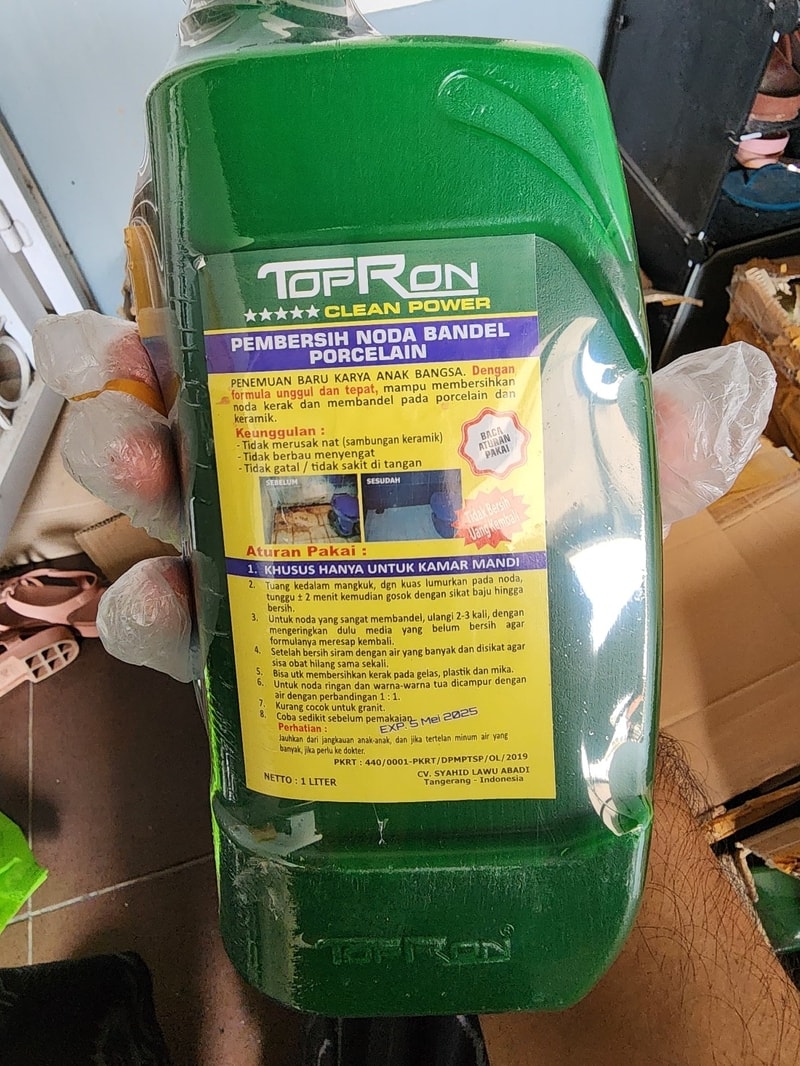 TOPRON
CLEAN POWER
PEMBERSIH NODA BANDEL
PORCELAIN
PENEMUAN BARU KARYA ANAK BANGSA. Dengan
formula unggul dan tepat, mampu membersihkan
noda kerak dan membandel pada porcelain dan
keramik.
Keunggulan :
- Tidak merusak nat (sambungan keramik)
- Tidak berbau menyengat
- Tidak gatal / tidak sakit di tangan
BACA
ATURAN
PAKAI
SEBELUM
SESUDAH
Tidak Bersih
Uang Kembali
Aturan Pakai :
1. KHUSUS HANYA UNTUK KAMAR MANDI
2. Tuang kedalam mangkuk, dgn kuas lumurkan pada noda,
tunggu ± 2 menit kemudian gosok dengan sikat baju hingga
bersih.
3. Untuk noda yang sangat membandel, ulangi 2-3 kali, dengan
mengeringkan dulu media yang belum bersih agar
formulanya meresap kembali.
4. Setelah bersih siram dengan air yang banyak dan disikat agar
sisa obat hilang sama sekali.
5. Bisa utk membersihkan kerak pada gelas, plastik dan mika.
6. Untuk noda ringan dan warna-warna tua dicampur dengan
air dengan perbandingan 1 : 1.
7. Kurang cocok untuk granit.
8. Coba sedikit sebelum pemakaian
EXP. 5 Mei 2025
Perhatian :
Jauhkan dari jangkauan anak-anak, dan jika tertelan minum air yang
banyak, jika perlu ke dokter.
PKRT : 440/0001-PKRT/DPMPTSP/OL/2019
NETTO : 1 LITER
CV. SYAHID LAWU ABADI
Tangerang - Indonesia
TOPRON®